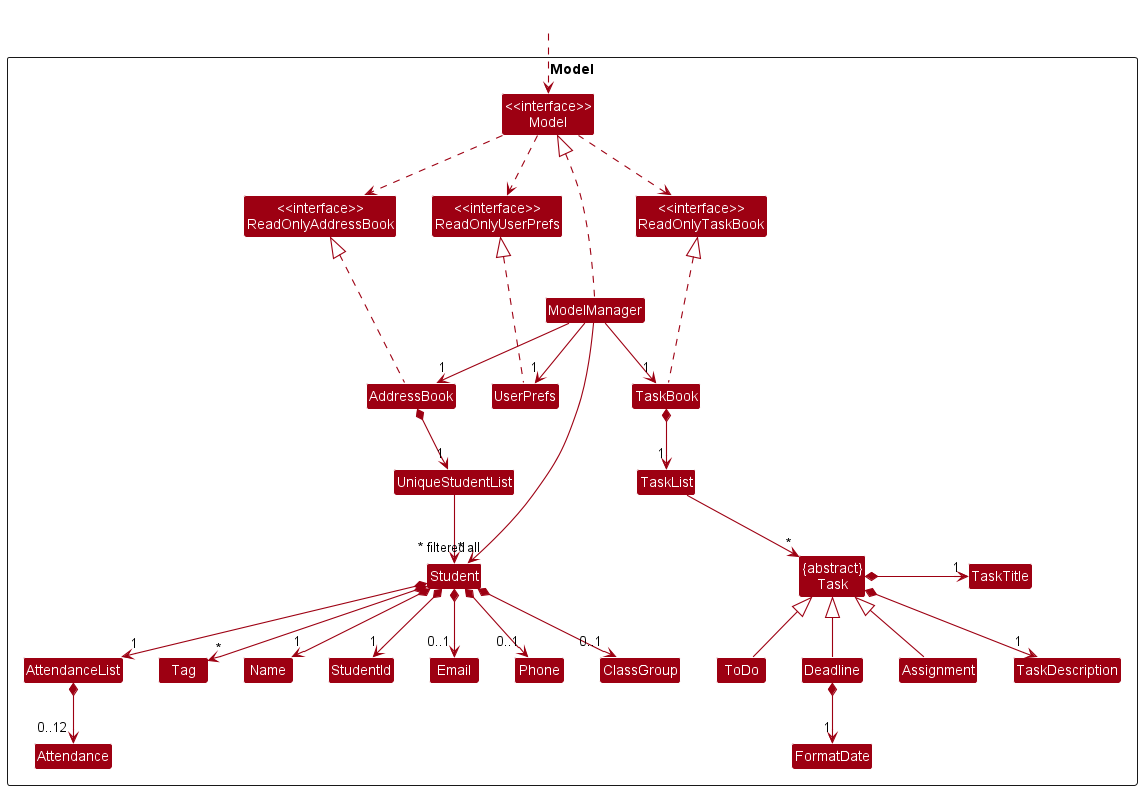 Model
<<interface>>
Model
<<interface>>
ReadOnlyAddressBook
<<interface>>
ReadOnlyUserPrefs
<<interface>>
ReadOnlyTaskBook
ModelManager
1
1
1
AddressBook
UserPrefs
TaskBook
1
1
UniqueStudentList
TaskList
* filtered
* all
*
Student
{abstract}
Task
1
TaskTitle
1
*
1
1
0..1
0..1
0..1
1
AttendanceList
Tag
Name
StudentId
Email
Phone
ClassGroup
ToDo
Deadline
Assignment
TaskDescription
0..12
1
Attendance
FormatDate